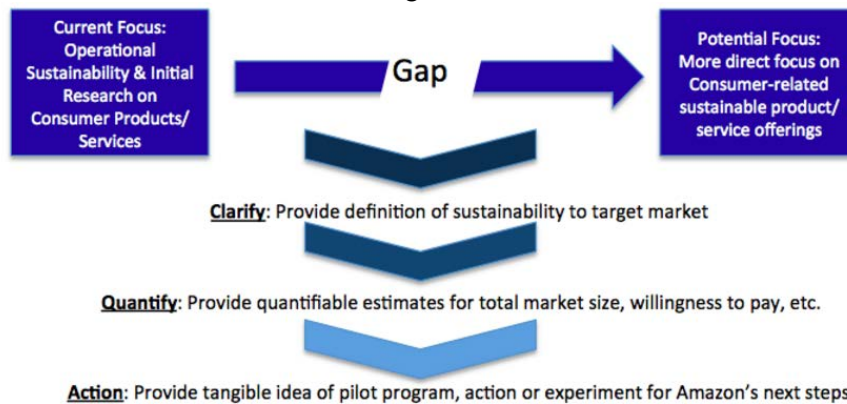 Current Focus:
Operational
Sustainability & Initial
Research on
Consumer Products/
Services
Gap
Potential Focus:
More direct focus on
Consumer-related
sustainable product/
service offerings
Clarify: Provide definition of sustainability to target market
Quantify: Provide quantifiable estimates for total market size, willingness to pay, etc.
Action: Provide tangible idea of pilot program, action or experiment for Amazon's next steps